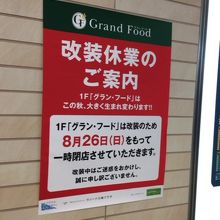 G
Grand Food
改装休業の
ご案内
1F「グラン・フード」は
この秋、大きく生まれ変わります!!
1F「グラン・フード」は改装のため
8月26日(日)をもって
一時閉店させていただきます。
改装中はご迷惑をおかけし、
誠に申し訳ございません。